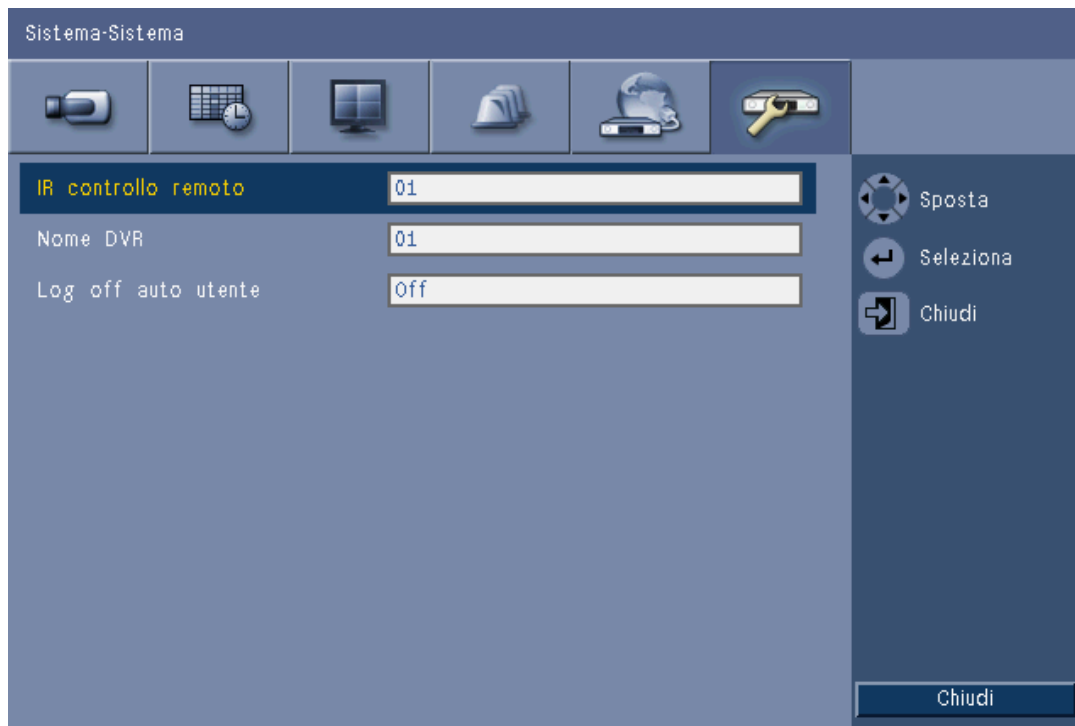 Sistema-Sistema
IR controllo remoto
01
Nome DVR
01
Log off auto utente
Off
Sposta
Seleziona
Chiudi
Chiudi